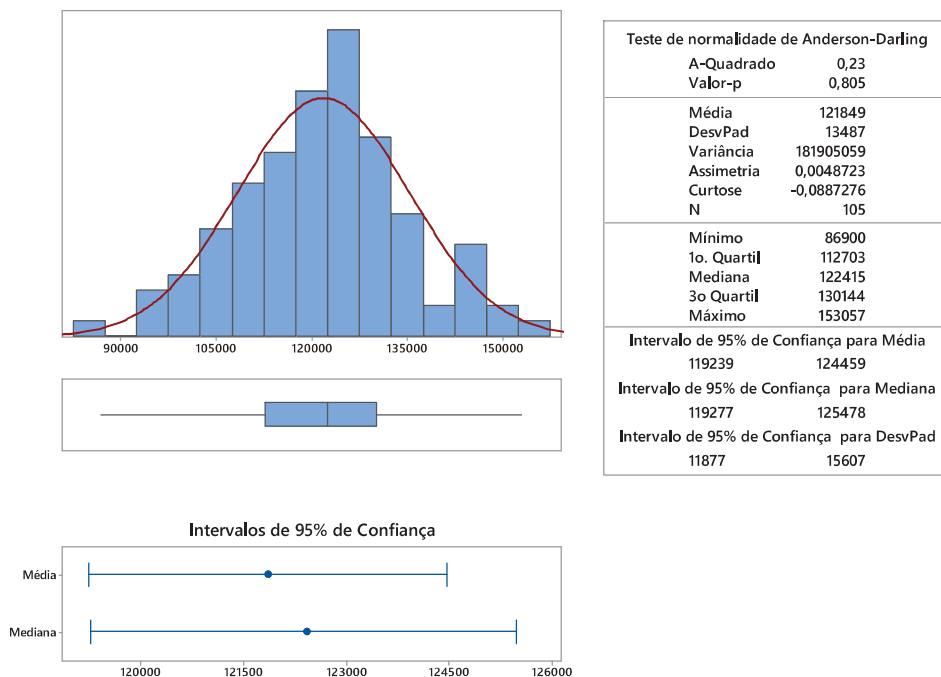 90000 105000 120000 135000 150000
Teste de normalidade de Anderson-Darling
A-Quadrado 0,23
Valor-p 0,805
Média 121849
DesvPad 13487
Variância 181905059
Assimetria 0,0048723
Curtose -0,0887276
N 105
Mínimo 86900
1o. Quartil 112703
Mediana 122415
3o Quartil 130144
Máximo 153057
Intervalo de 95% de Confiança para Média
119239 124459
Intervalo de 95% de Confiança para Mediana
119277 125478
Intervalo de 95% de Confiança para DesvPad
11877 15607
Intervalos de 95% de Confiança
Média
Mediana
120000 121500 123000 124500 126000